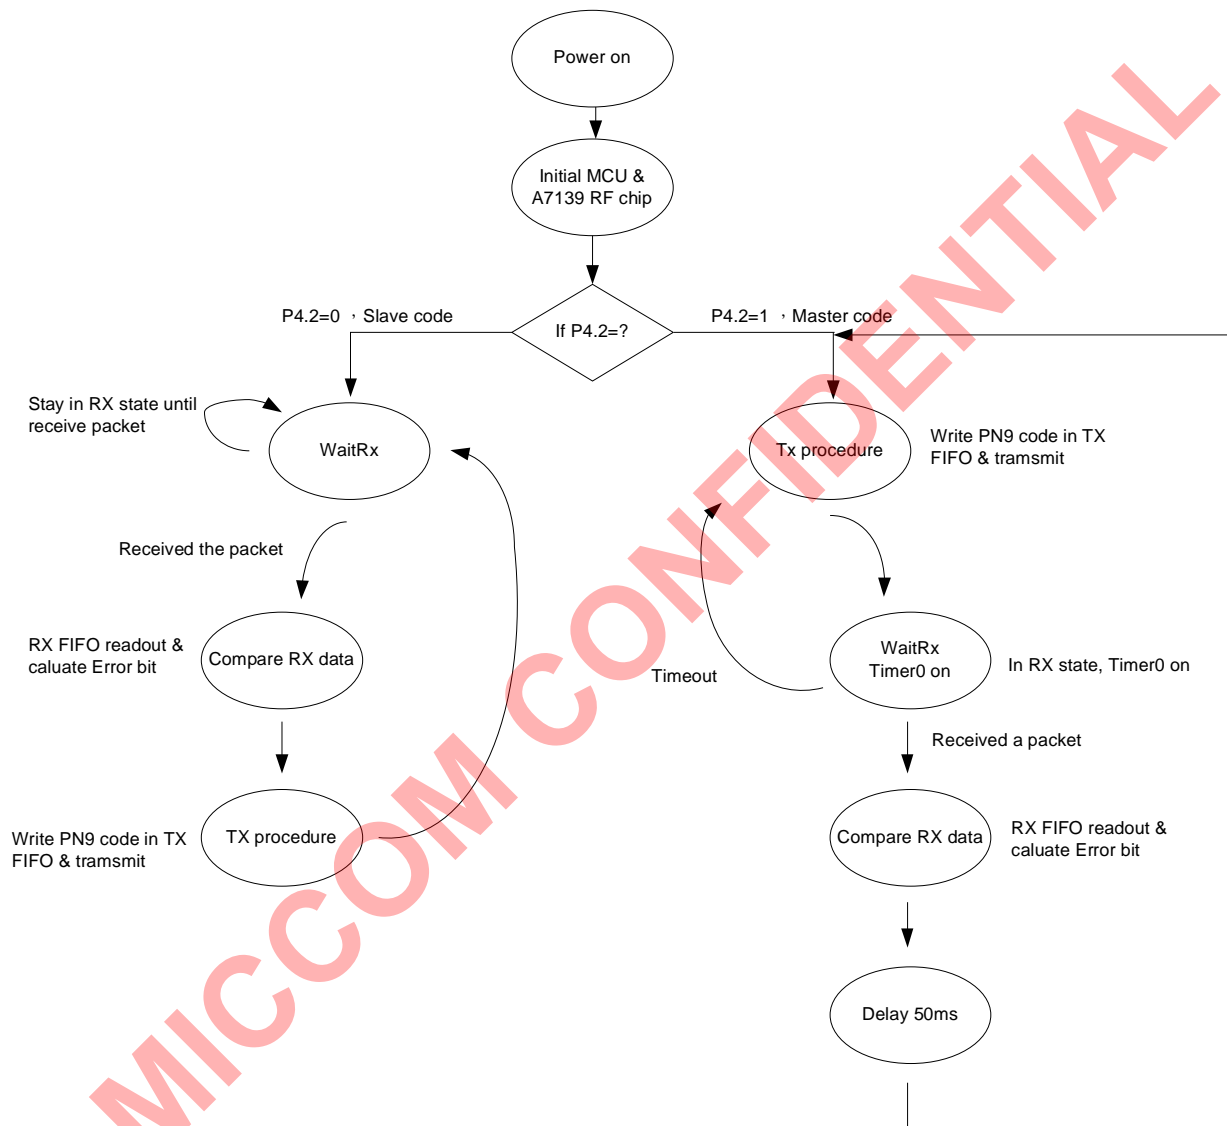 Power on
Initial MCU &
A7139 RF chip
If P4.2=?
P4.2=0 ，Slave code
P4.2=1 ，Master code
Stay in RX state until
receive packet
WaitRx
Received the packet
RX FIFO readout &
caluate Error bit
Compare RX data
Write PN9 code in TX
FIFO & tramsmit
TX procedure
Tx procedure
Write PN9 code in TX
FIFO & tramsmit
Timeout
WaitRx
Timer0 on
In RX state, Timer0 on
Received a packet
Compare RX data
RX FIFO readout &
caluate Error bit
Delay 50ms
MICCOM CONFIDENTIAL